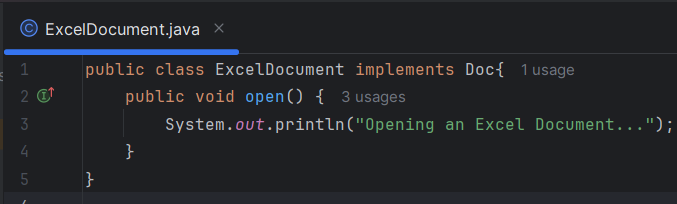 ExcelDocument.java
1 public class ExcelDocument implements Doc{ 1 usage
2 public void open() { 3 usages
3 System.out.println("Opening an Excel Document...");
4 }
5 }